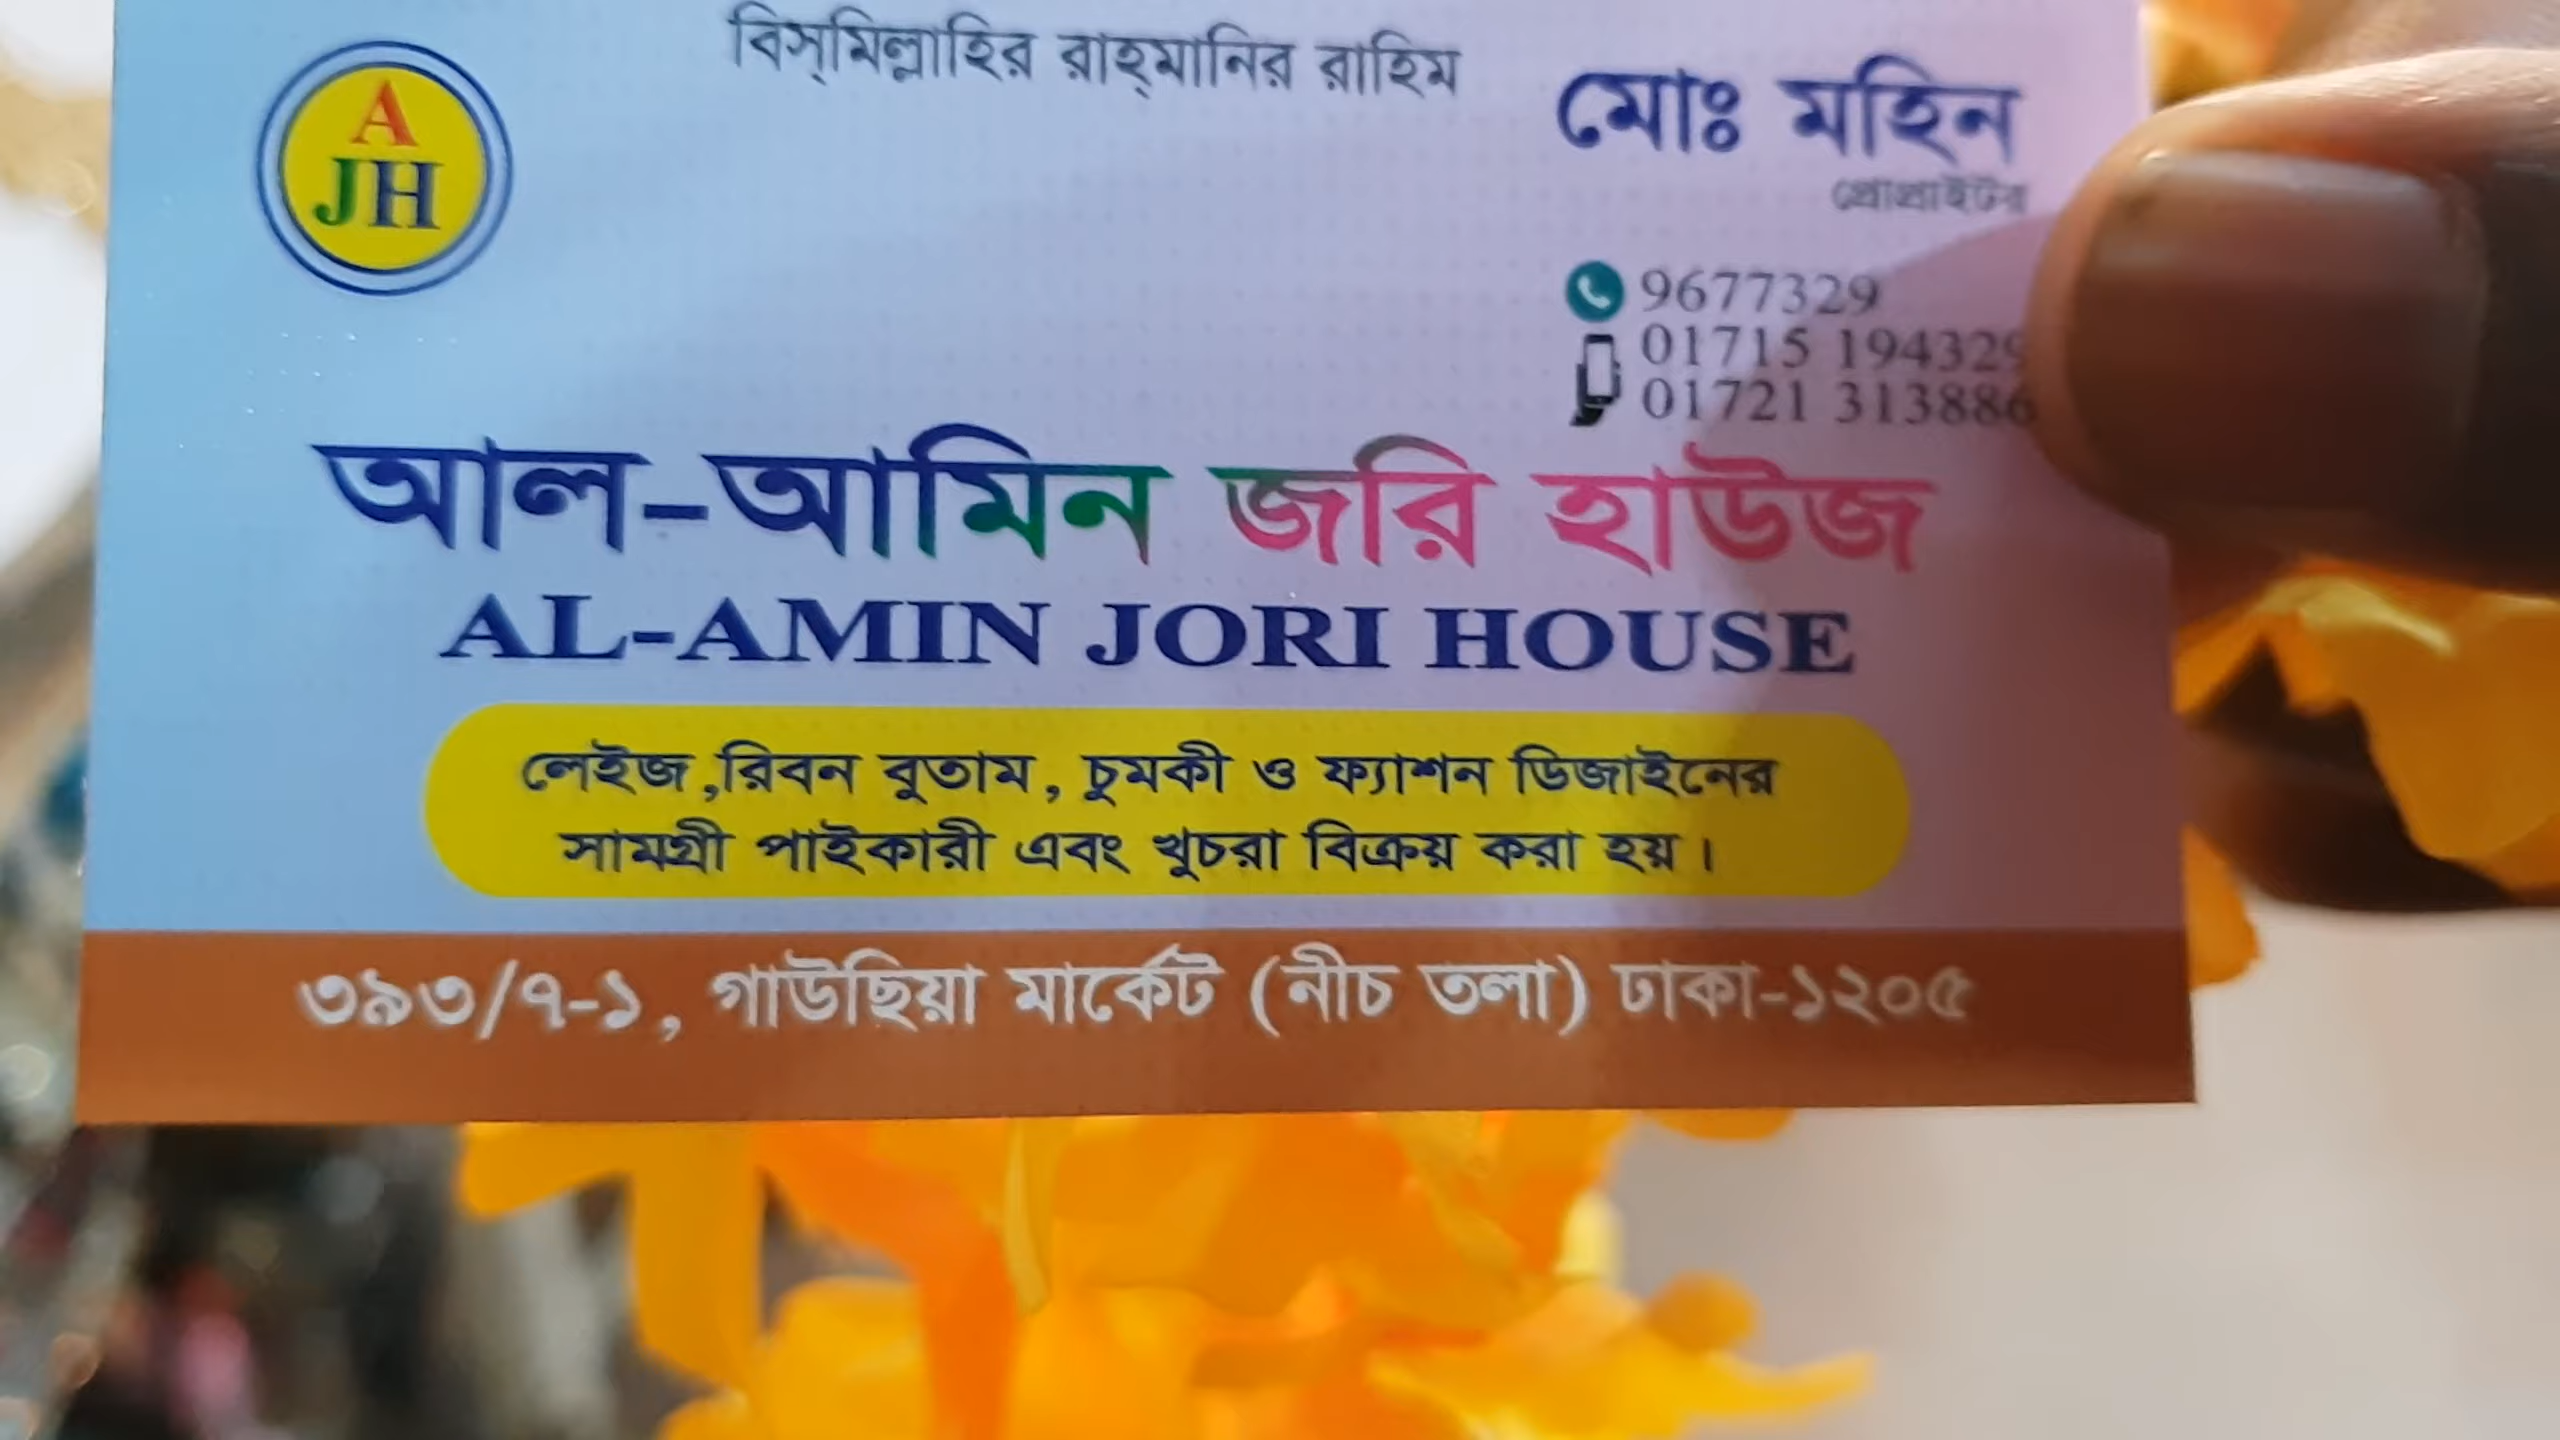 বিস্‌মিল্লাহির রাহ্‌মানির রাহিম
A
JH
মোঃ মহিন
প্রোপ্রাইটর
9677329
01715 194329
01721 313886
আল-আমিন জরি হাউজ
AL-AMIN JORI HOUSE
লেইজ ,রিবন বুতাম, চুমকী ও ফ্যাশন ডিজাইনের
সামগ্রী পাইকারী এবং খুচরা বিক্রয় করা হয়।
৩৯৩/৭-১, গাউছিয়া মার্কেট (নীচ তলা) ঢাকা-১২০৫